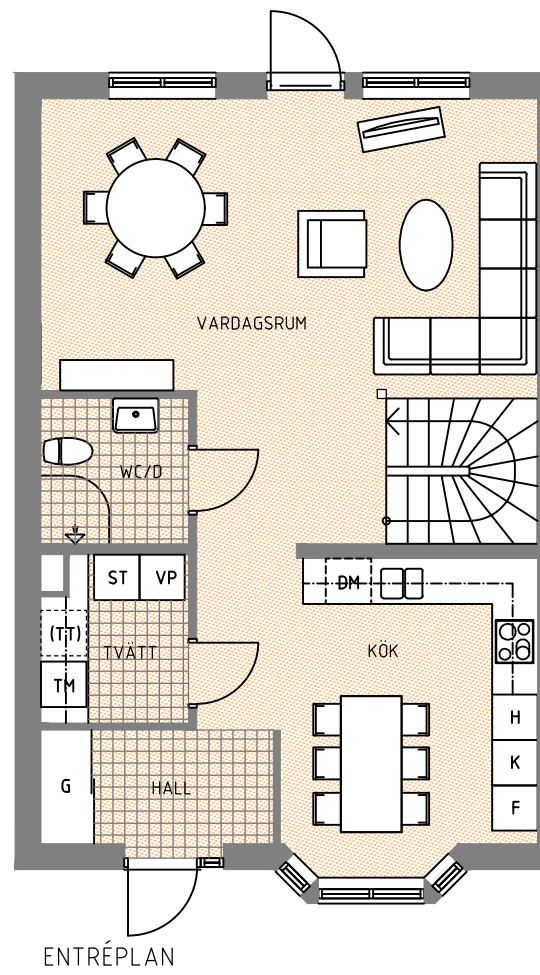 VARDAGSRUM
WC/D
ST VP
(TT)
TVÄTT
TM
DM
KÖK
H
K
F
G
HALL
ENTRÉPLAN